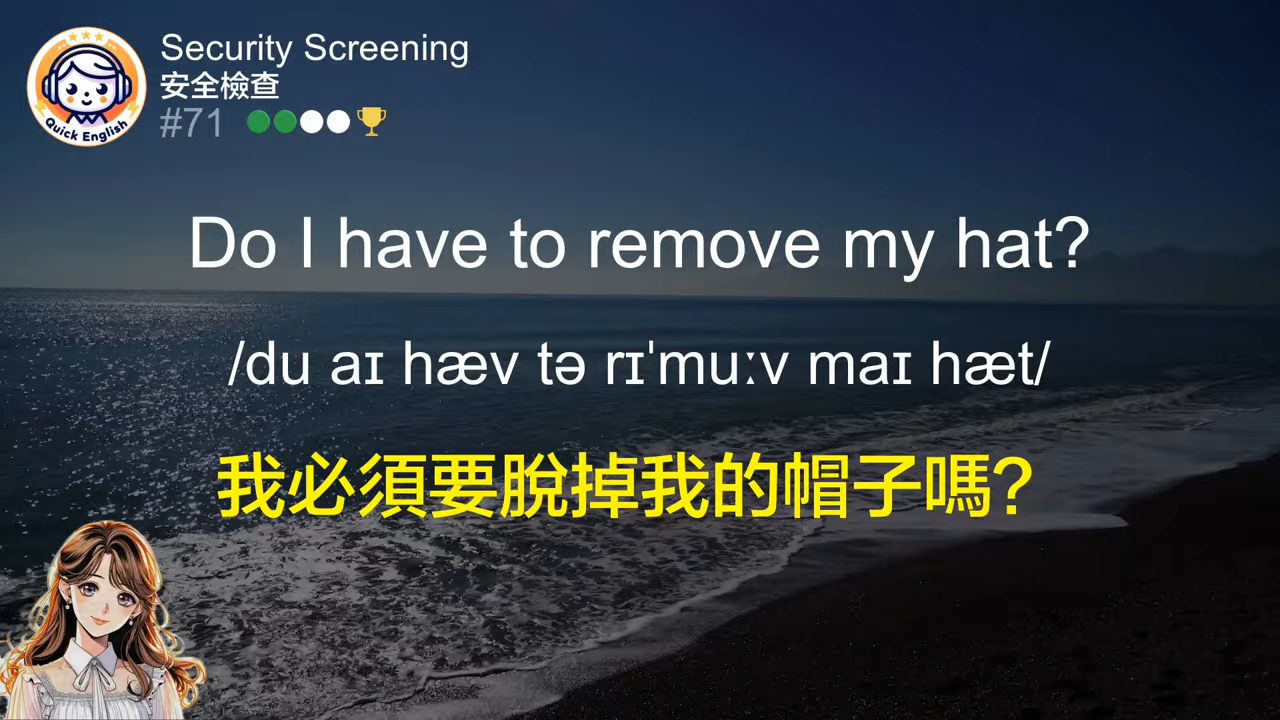 Quick English
Security Screening
安全檢查
#71
Do I have to remove my hat?
/du aɪ hæv tə rɪˈmuːv maɪ hæt/
我必須要脫掉我的帽子嗎?